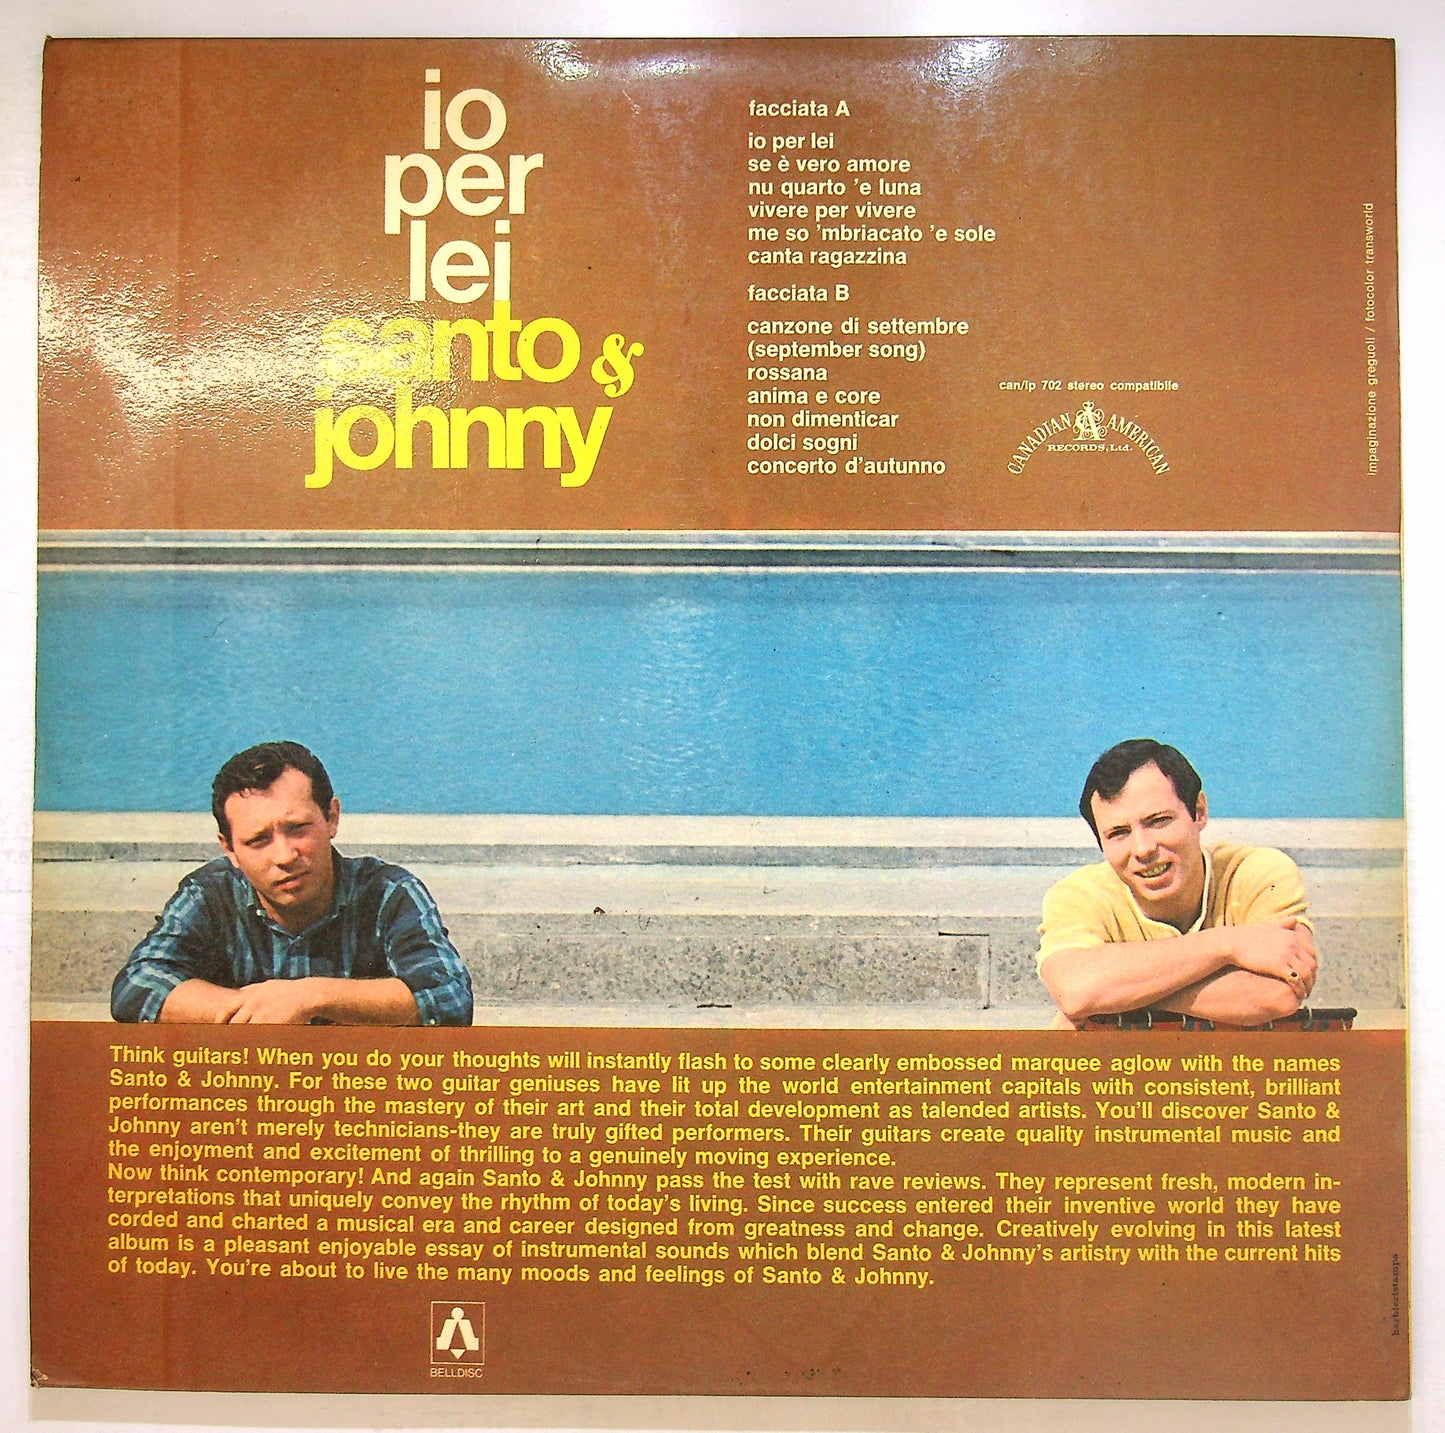 io
per
lei
santo &
johnny
facciata A
io per lei
se è vero amore
nu quarto 'e luna
vivere per vivere
me so 'mbriacato 'e sole
canta ragazzina
facciata B
canzone di settembre
(september song)
rossana
anima e core
non dimenticar
dolci sogni
concerto d'autunno
can/lp 702 stereo compatibile
CANADIAN AMERICAN
RECORDS, Ltd.
impaginazione greguoli / fotocolor transworld
Think guitars! When you do your thoughts will instantly flash to some clearly embossed marquee aglow with the names
Santo & Johnny. For these two guitar geniuses have lit up the world entertainment capitals with consistent, brilliant
performances through the mastery of their art and their total development as talended artists. You'll discover Santo &
Johnny aren't merely technicians-they are truly gifted performers. Their guitars create quality instrumental music and
the enjoyment and excitement of thrilling to a genuinely moving experience.
Now think contemporary! And again Santo & Johnny pass the test with rave reviews. They represent fresh, modern in-
terpretations that uniquely convey the rhythm of today's living. Since success entered their inventive world they have
corded and charted a musical era and career designed from greatness and change. Creatively evolving in this latest
album is a pleasant enjoyable essay of instrumental sounds which blend Santo & Johnny's artistry with the current hits
of today. You're about to live the many moods and feelings of Santo & Johnny.
BELLDISC
barbieristampa